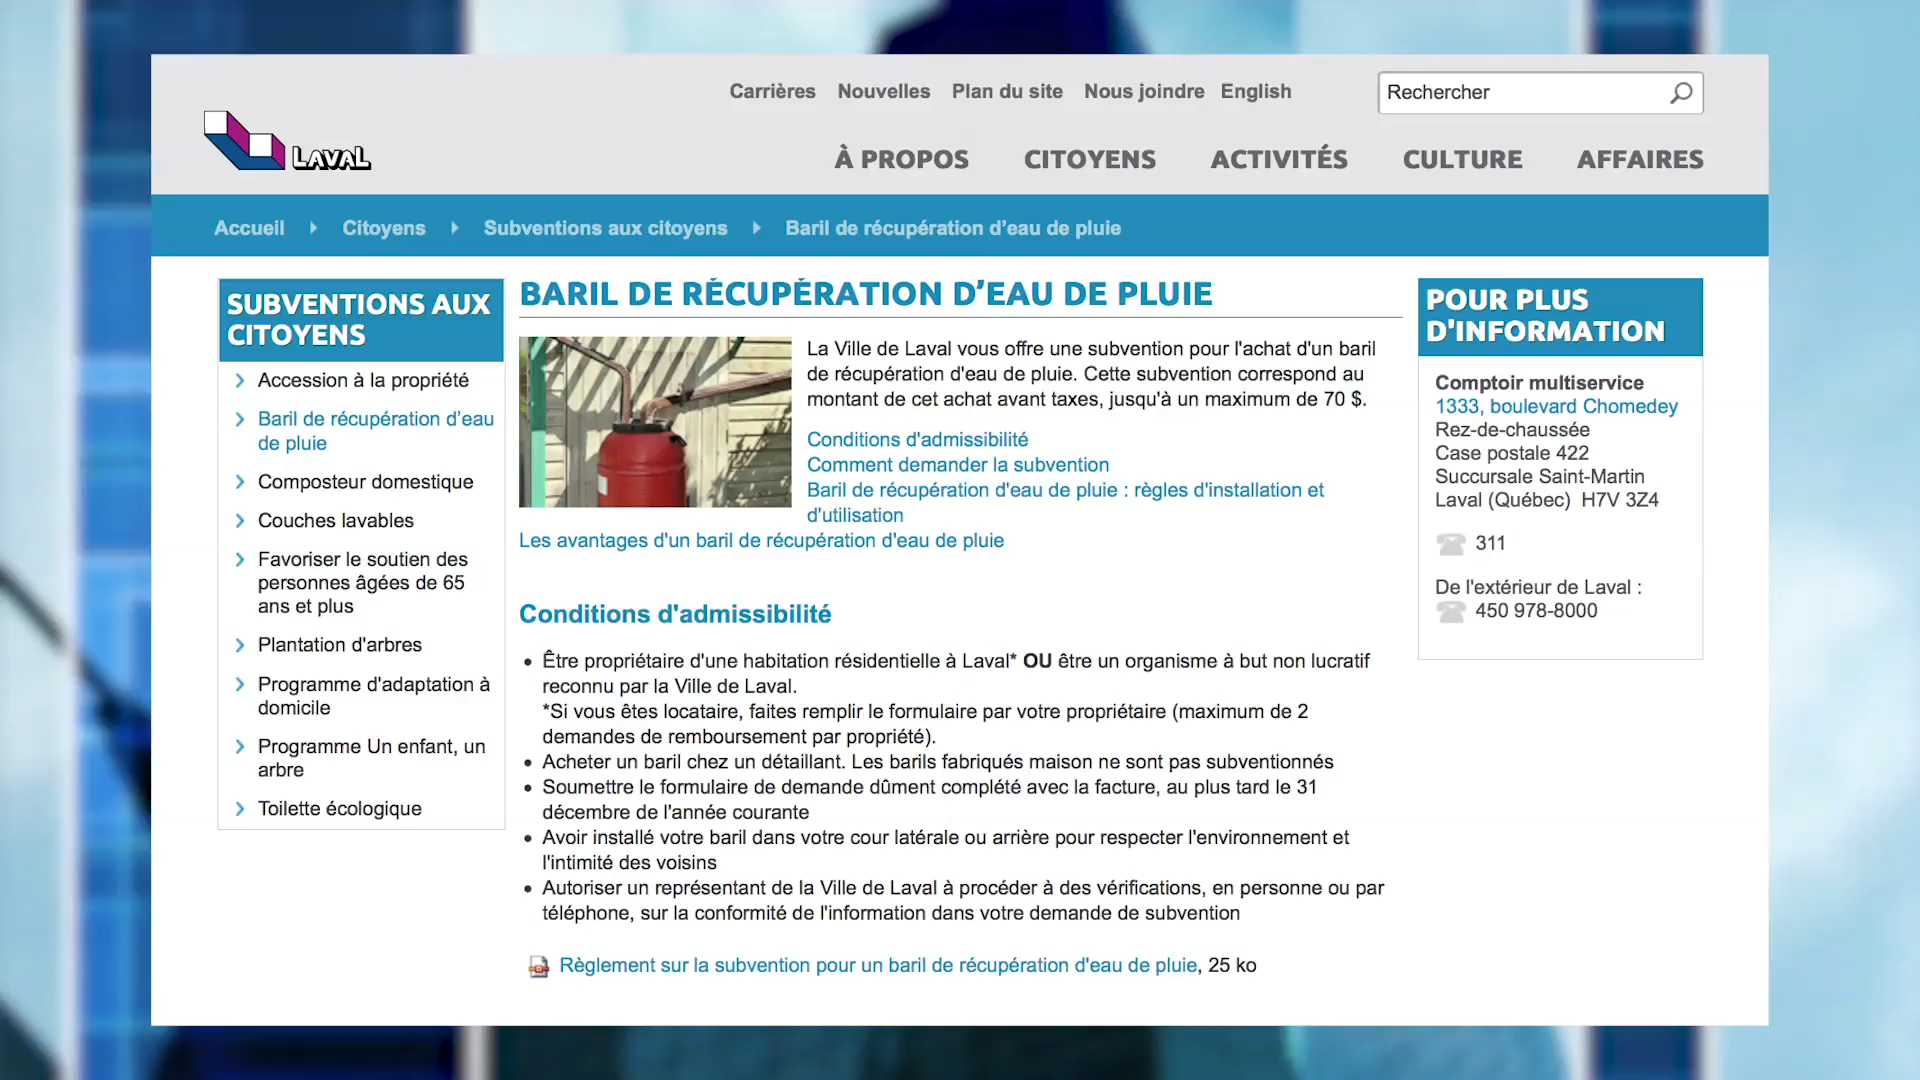 Carrières Nouvelles Plan du site Nous joindre English
Rechercher
LAVAL
À PROPOS CITOYENS ACTIVITÉS CULTURE AFFAIRES
Accueil Citoyens Subventions aux citoyens Baril de récupération d’eau de pluie
SUBVENTIONS AUX
CITOYENS
Accession à la propriété
Baril de récupération d’eau
de pluie
Composteur domestique
Couches lavables
Favoriser le soutien des
personnes âgées de 65
ans et plus
Plantation d'arbres
Programme d'adaptation à
domicile
Programme Un enfant, un
arbre
Toilette écologique
BARIL DE RÉCUPÉRATION D’EAU DE PLUIE
La Ville de Laval vous offre une subvention pour l'achat d'un baril
de récupération d'eau de pluie. Cette subvention correspond au
montant de cet achat avant taxes, jusqu'à un maximum de 70 $.
Conditions d'admissibilité
Comment demander la subvention
Baril de récupération d'eau de pluie : règles d'installation et
d'utilisation
Les avantages d'un baril de récupération d'eau de pluie
Conditions d'admissibilité
• Être propriétaire d'une habitation résidentielle à Laval* OU être un organisme à but non lucratif
reconnu par la Ville de Laval.
*Si vous êtes locataire, faites remplir le formulaire par votre propriétaire (maximum de 2
demandes de remboursement par propriété).
• Acheter un baril chez un détaillant. Les barils fabriqués maison ne sont pas subventionnés
• Soumettre le formulaire de demande dûment complété avec la facture, au plus tard le 31
décembre de l'année courante
• Avoir installé votre baril dans votre cour latérale ou arrière pour respecter l'environnement et
l'intimité des voisins
• Autoriser un représentant de la Ville de Laval à procéder à des vérifications, en personne ou par
téléphone, sur la conformité de l'information dans votre demande de subvention
Règlement sur la subvention pour un baril de récupération d'eau de pluie, 25 ko
POUR PLUS
D'INFORMATION
Comptoir multiservice
1333, boulevard Chomedey
Rez-de-chaussée
Case postale 422
Succursale Saint-Martin
Laval (Québec) H7V 3Z4
311
De l'extérieur de Laval :
450 978-8000